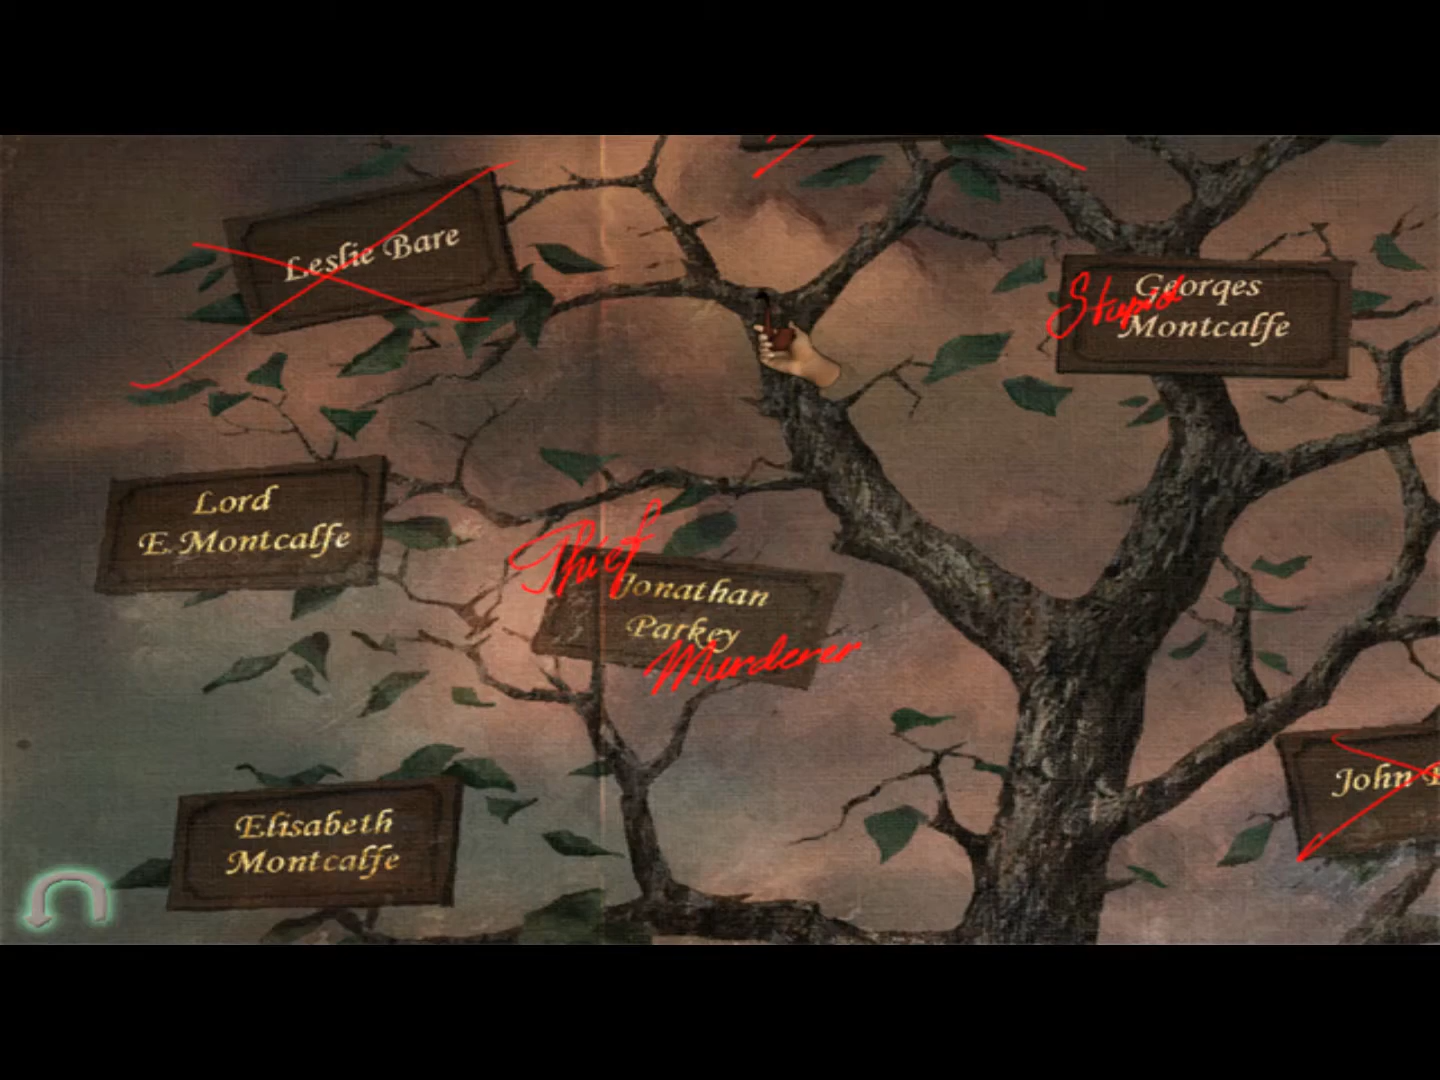 Leslie Bare
Stupid
Georges
Montcalfe
Lord
E. Montcalfe
Thief
Jonathan
Parkey
Murderer
John
Elisabeth
Montcalfe